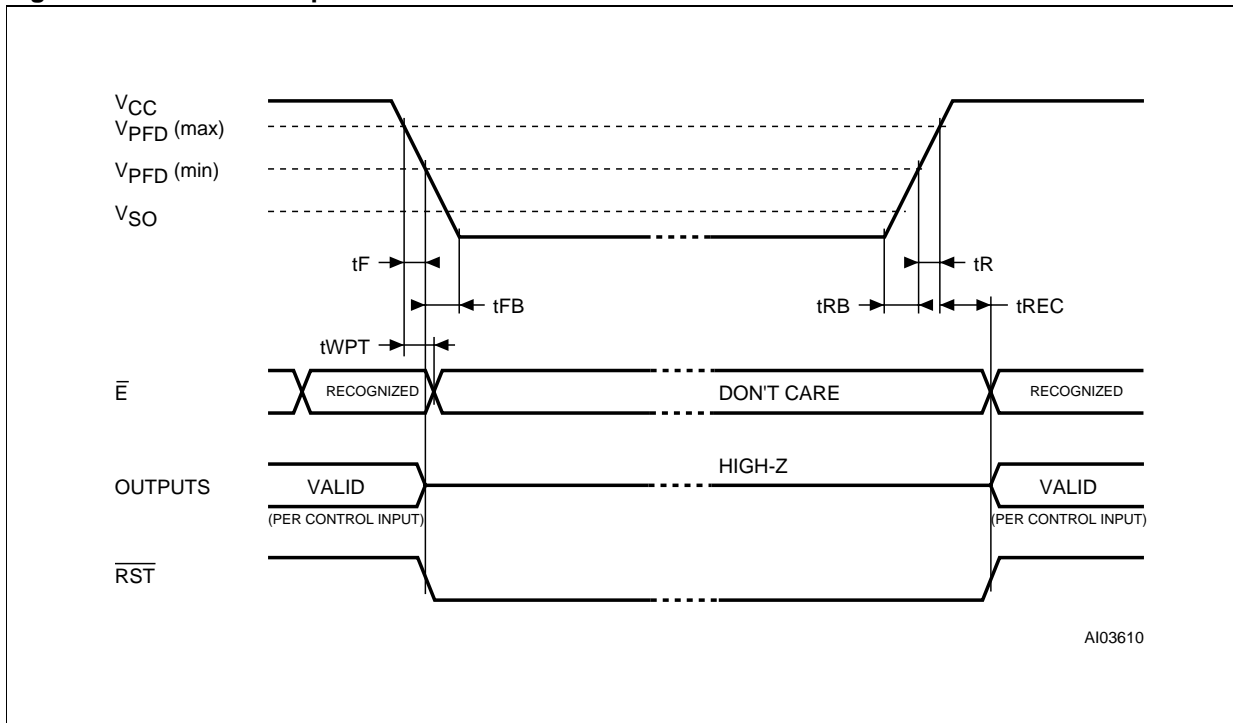 VCC
VPFD (max)
VPFD (min)
VSO
tF
tR
tFB
tRB
tREC
tWPT
E
RECOGNIZED
DON'T CARE
RECOGNIZED
HIGH-Z
OUTPUTS
VALID
VALID
(PER CONTROL INPUT)
(PER CONTROL INPUT)
RST
AI03610